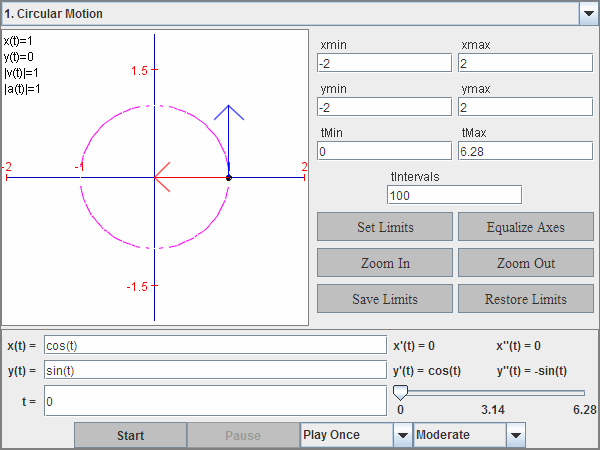 1. Circular Motion
x(t)=1
y(t)=0
|v(t)|=1
|a(t)|=1
1.5
-2
-1
2
-1.5
xmin
xmax
-2
2
ymin
ymax
-2
2
tMin
tMax
0
6.28
tIntervals
100
Set Limits
Equalize Axes
Zoom In
Zoom Out
Save Limits
Restore Limits
x(t) = cos(t)
x'(t) = 0
x''(t) = 0
y(t) = sin(t)
y'(t) = cos(t)
y''(t) = -sin(t)
t = 0
0
3.14
6.28
Start
Pause
Play Once
Moderate